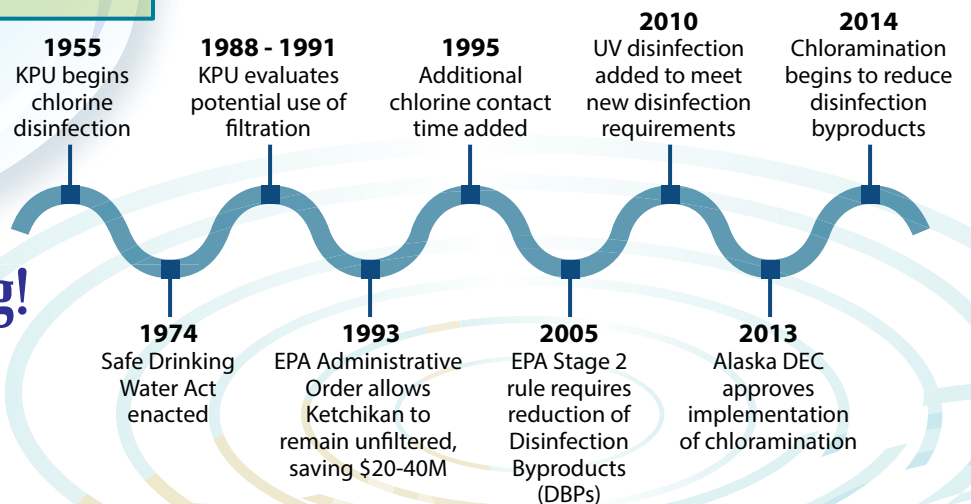 1955
KPU begins
chlorine
disinfection
1988 - 1991
KPU evaluates
potential use of
filtration
1995
Additional
chlorine contact
time added
2010
UV disinfection
added to meet
new disinfection
requirements
2014
Chloramination
begins to reduce
disinfection
byproducts
g!
1974
Safe Drinking
Water Act
enacted
1993
EPA Administrative
Order allows
Ketchikan to
remain unfiltered,
saving $20-40M
2005
EPA Stage 2
rule requires
reduction of
Disinfection
Byproducts
(DBPs)
2013
Alaska DEC
approves
implementation
of chloramination